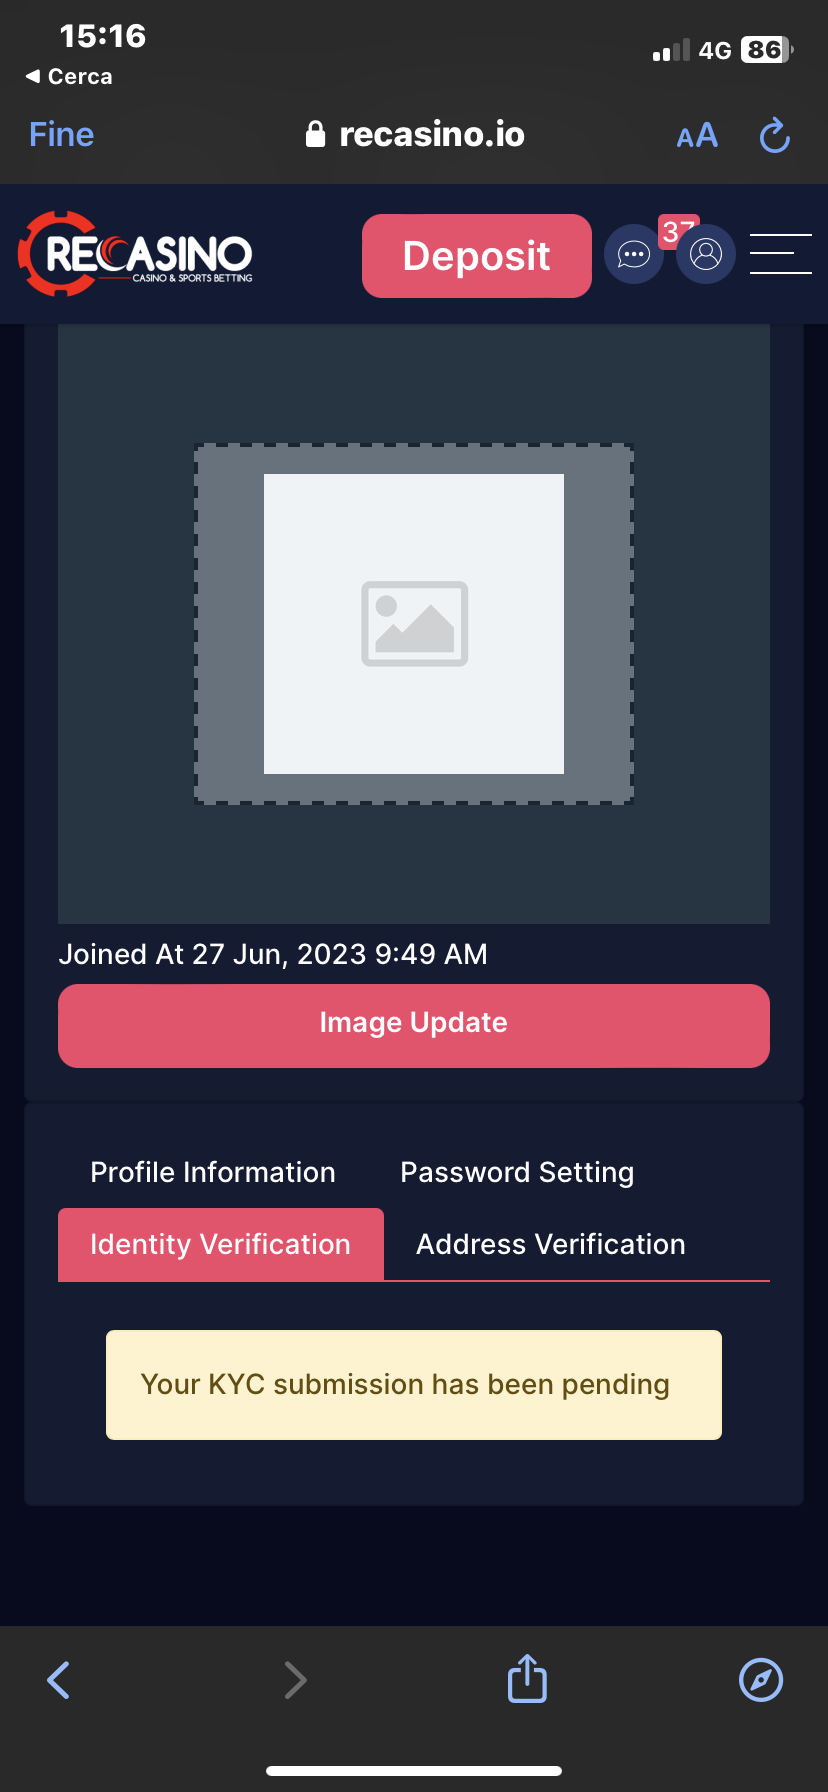 15:16
4G 86
Cerca
Fine
recasino.io
AA
RECASINO
CASINO & SPORTS BETTING
Deposit
37
Joined At 27 Jun, 2023 9:49 AM
Image Update
Profile Information
Password Setting
Identity Verification
Address Verification
Your KYC submission has been pending